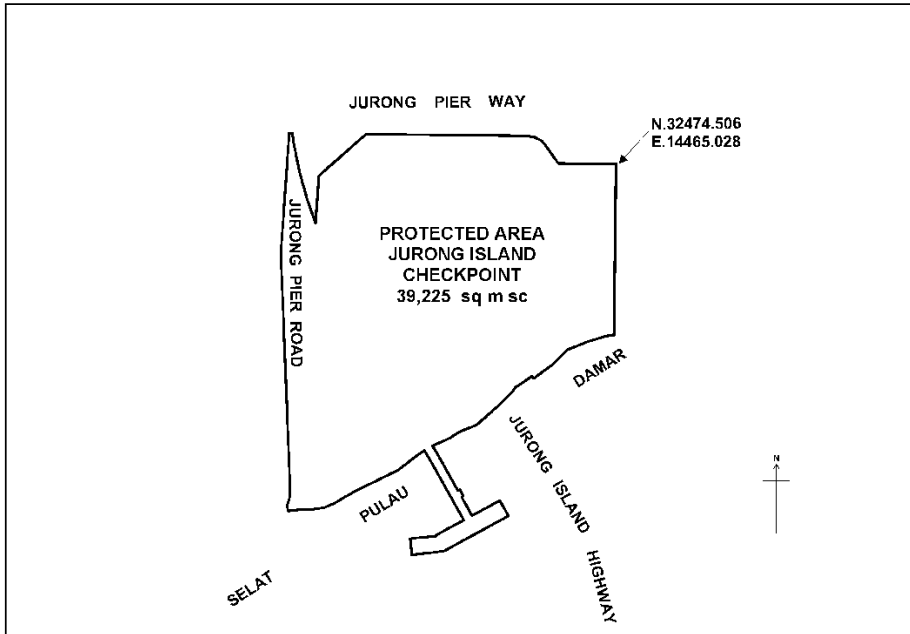 JURONG PIER WAY
N.32474.506
E.14465.028
PROTECTED AREA
JURONG ISLAND
CHECKPOINT
39,225 sq m sc
JURONG PIER ROAD
SELAT PULAU DAMAR
JURONG ISLAND HIGHWAY
N